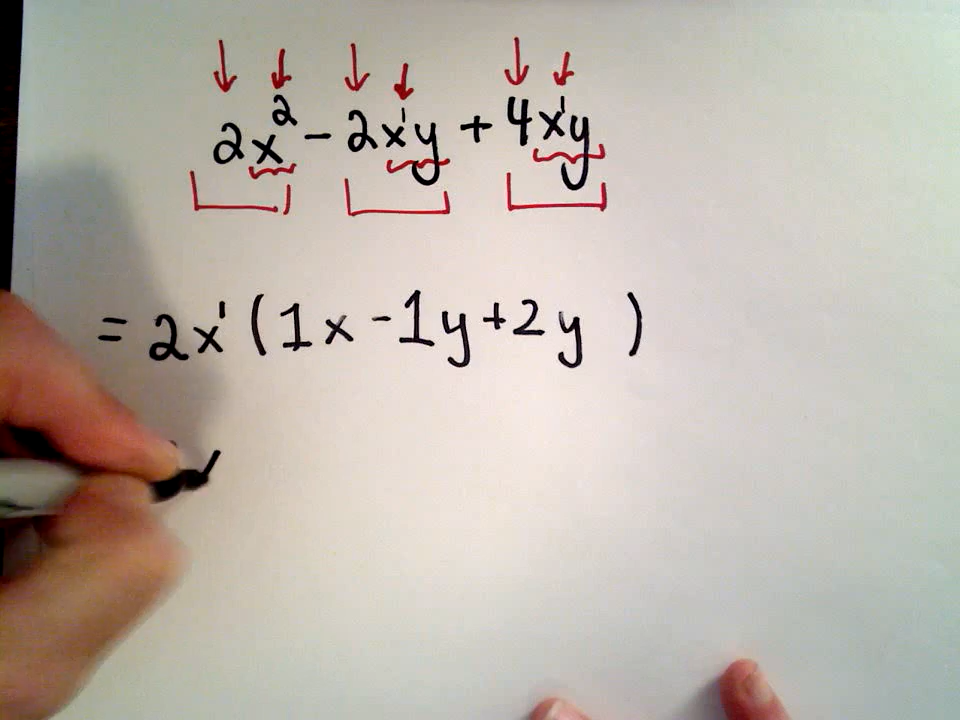 2x² - 2x¹y + 4x¹y
= 2x¹ (1x - 1y + 2y )